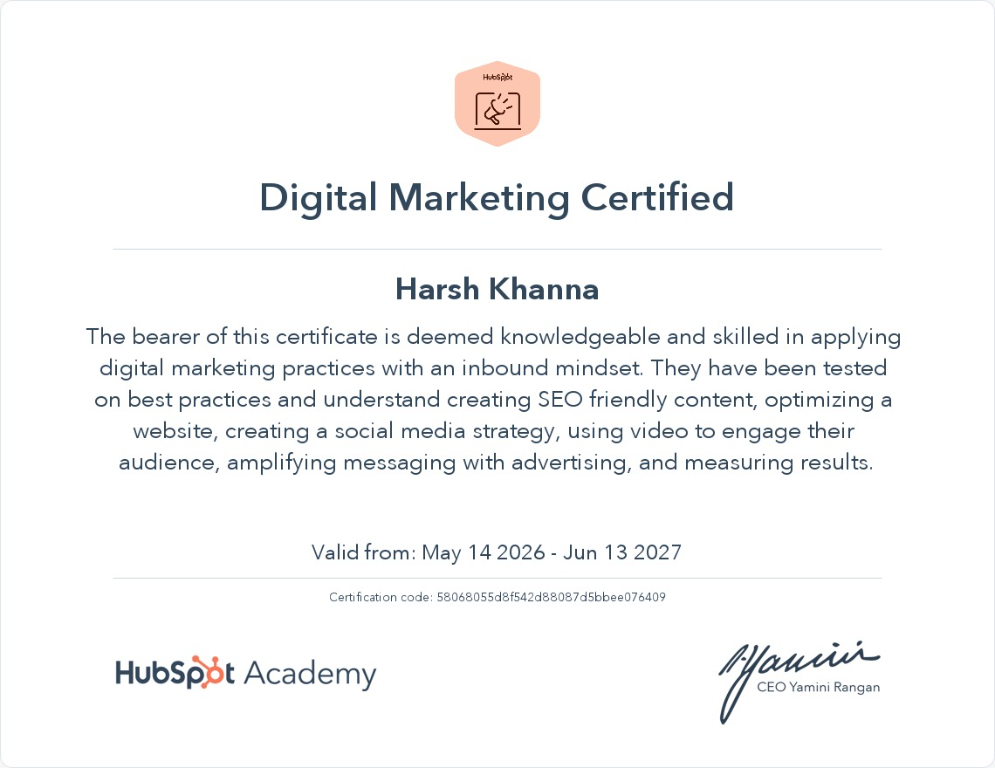 HubSpot
Digital Marketing Certified
Harsh Khanna
The bearer of this certificate is deemed knowledgeable and skilled in applying
digital marketing practices with an inbound mindset. They have been tested
on best practices and understand creating SEO friendly content, optimizing a
website, creating a social media strategy, using video to engage their
audience, amplifying messaging with advertising, and measuring results.
Valid from: May 14 2026 - Jun 13 2027
Certification code: 58068055d8f542d88087d5bbee076409
HubSpot Academy
Yamini
CEO Yamini Rangan